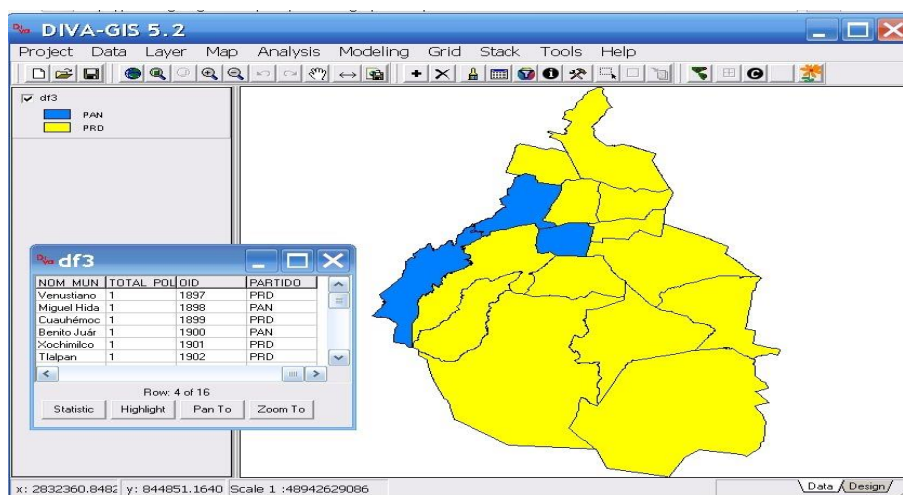 DIVA-GIS 5.2
Project Data Layer Map Analysis Modeling Grid Stack Tools Help
df3
PAN
PRD
df3
NOM MUN TOTAL POL OID PARTIDO
Venustiano 1 1897 PRD
Miguel Hida 1 1898 PAN
Cuauhémoc 1 1899 PRD
Benito Juár 1 1900 PAN
Xochimilco 1 1901 PRD
Tlalpan 1 1902 PRD
Row: 4 of 16
Statistic Highlight Pan To Zoom To
x: 2832360.8482 y: 844851.1640 Scale 1 :48942629086 Data Design